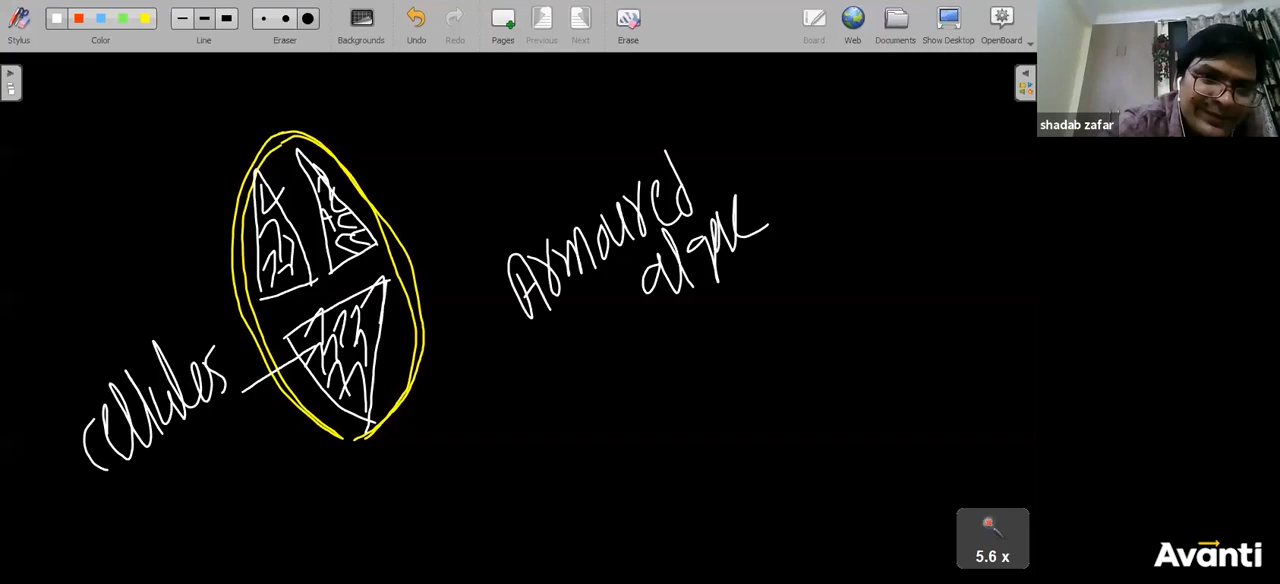 Stylus
Color
Line
Eraser
Backgrounds
Undo
Redo
Pages
Previous
Next
Erase
Board
Web
Documents
Show Desktop
OpenBoard
shadab zafar
Armoured
algae
5.6 x
Avanti